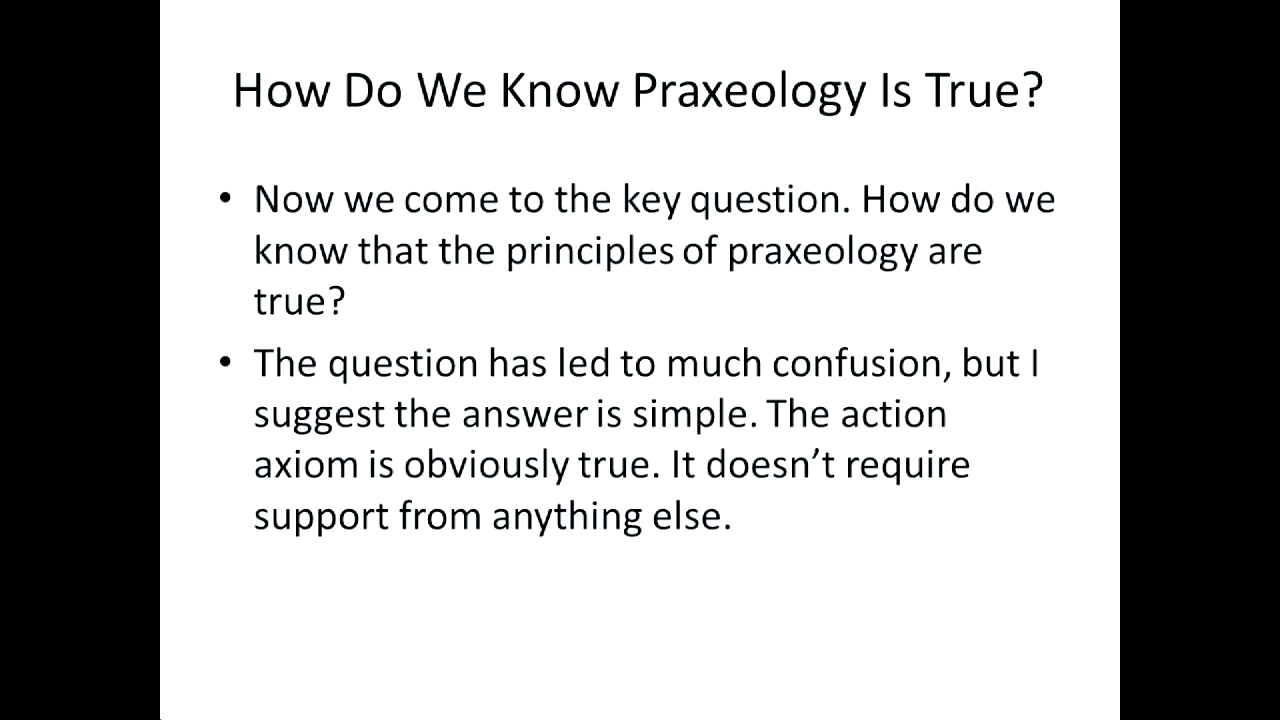 How Do We Know Praxeology Is True?
• Now we come to the key question. How do we
know that the principles of praxeology are
true?
• The question has led to much confusion, but I
suggest the answer is simple. The action
axiom is obviously true. It doesn’t require
support from anything else.